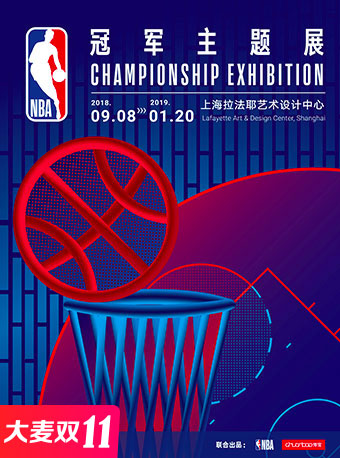 冠军主题展
CHAMPIONSHIP EXHIBITION
2018. 2019.
09.08>>>01.20
上海拉法耶艺术设计中心
Lafayette Art & Design Center, Shanghai
NBA
大麦双11
联合出品： NBA